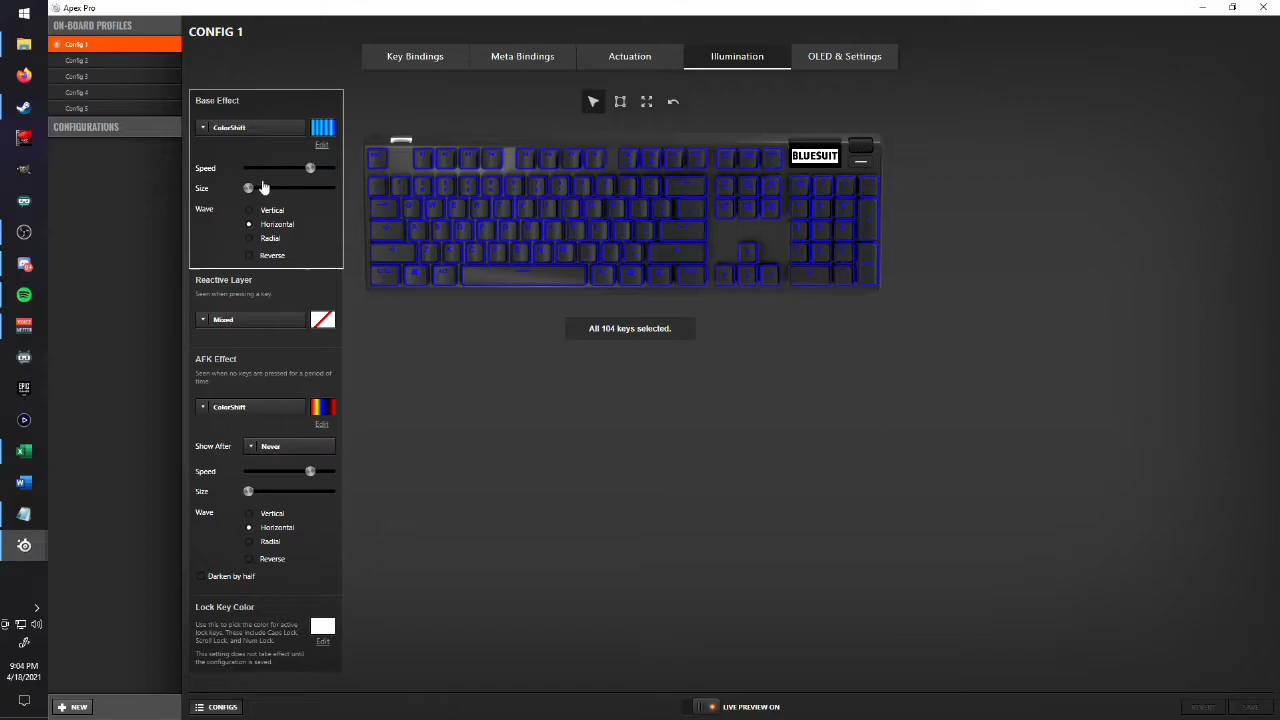 Apex Pro
ON-BOARD PROFILES
Config 1
Config 2
Config 3
Config 4
Config 5
CONFIGURATIONS
CONFIG 1
Key Bindings
Meta Bindings
Actuation
Illumination
OLED & Settings
Base Effect
ColorShift
Edit
Speed
Size
Wave
Vertical
Horizontal
Radial
Reverse
Reactive Layer
Seen when pressing a key.
Mixed
AFK Effect
Seen when no keys are pressed for a period of
time.
ColorShift
Edit
Show After
Never
Speed
Size
Wave
Vertical
Horizontal
Radial
Reverse
Darken by half
Lock Key Color
Use this to pick the color for active
lock keys. These include Caps Lock,
Scroll Lock, and Num Lock.
Edit
This setting does not take effect until
the configuration is saved.
BLUESUIT
All 104 keys selected.
9:04 PM
4/18/2021
NEW
CONFIGS
LIVE PREVIEW ON
REVERT
SAVE